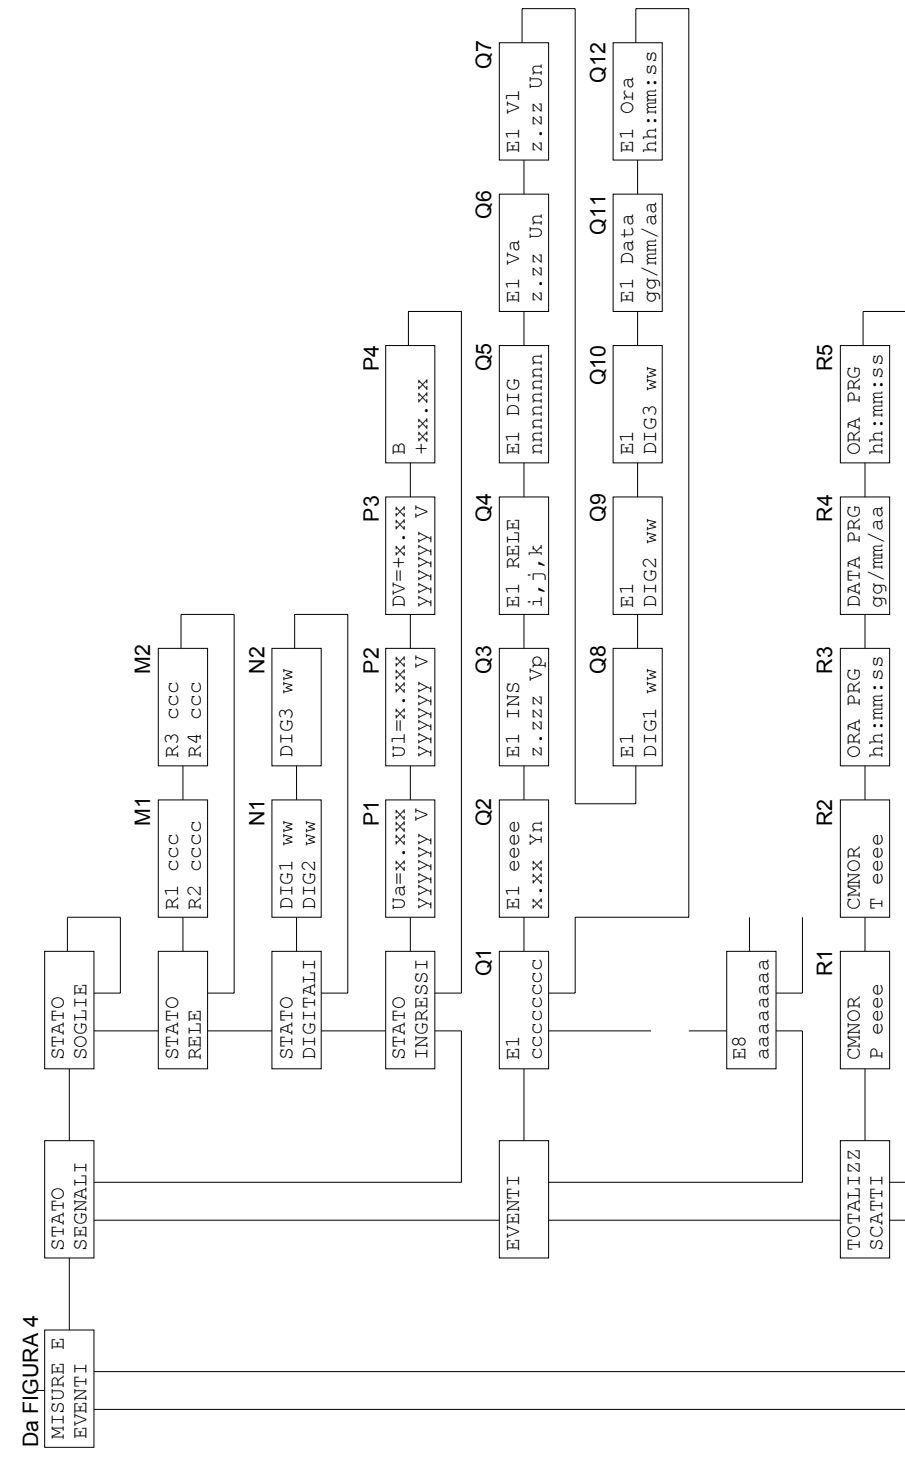 Da FIGURA 4
MISURE E
EVENTI
STATO
SEGNALI
STATO
SOGLIE
STATO
RELE
M1
R1 ccc
R2 cccc
M2
R3 ccc
R4 ccc
STATO
DIGITALI
N1
DIG1 ww
DIG2 ww
N2
DIG3 ww
STATO
INGRESSI
P1
Ua=x.xxx
yyyyyy V
P2
Ul=x.xxx
yyyyyy V
P3
DV=+x.xx
yyyyyy V
P4
B
+xx.xx
EVENTI
Q1
E1
cccccccc
Q2
E1 eeee
x.xx Yn
Q3
E1 INS
z.zzz Vp
Q4
E1 RELE
i,j,k
Q5
E1 DIG
nnnnnnnn
Q6
E1 Va
z.zz Un
Q7
E1 Vl
z.zz Un
Q8
E1
DIG1 ww
Q9
E1
DIG2 ww
Q10
E1
DIG3 ww
Q11
E1 Data
gg/mm/aa
Q12
E1 Ora
hh:mm:ss
E8
aaaaaaaa
TOTALIZZ
SCATTI
R1
CMNOR
P eeee
R2
CMNOR
T eeee
R3
ORA PRG
hh:mm:ss
R4
DATA PRG
gg/mm/aa
R5
ORA PRG
hh:mm:ss